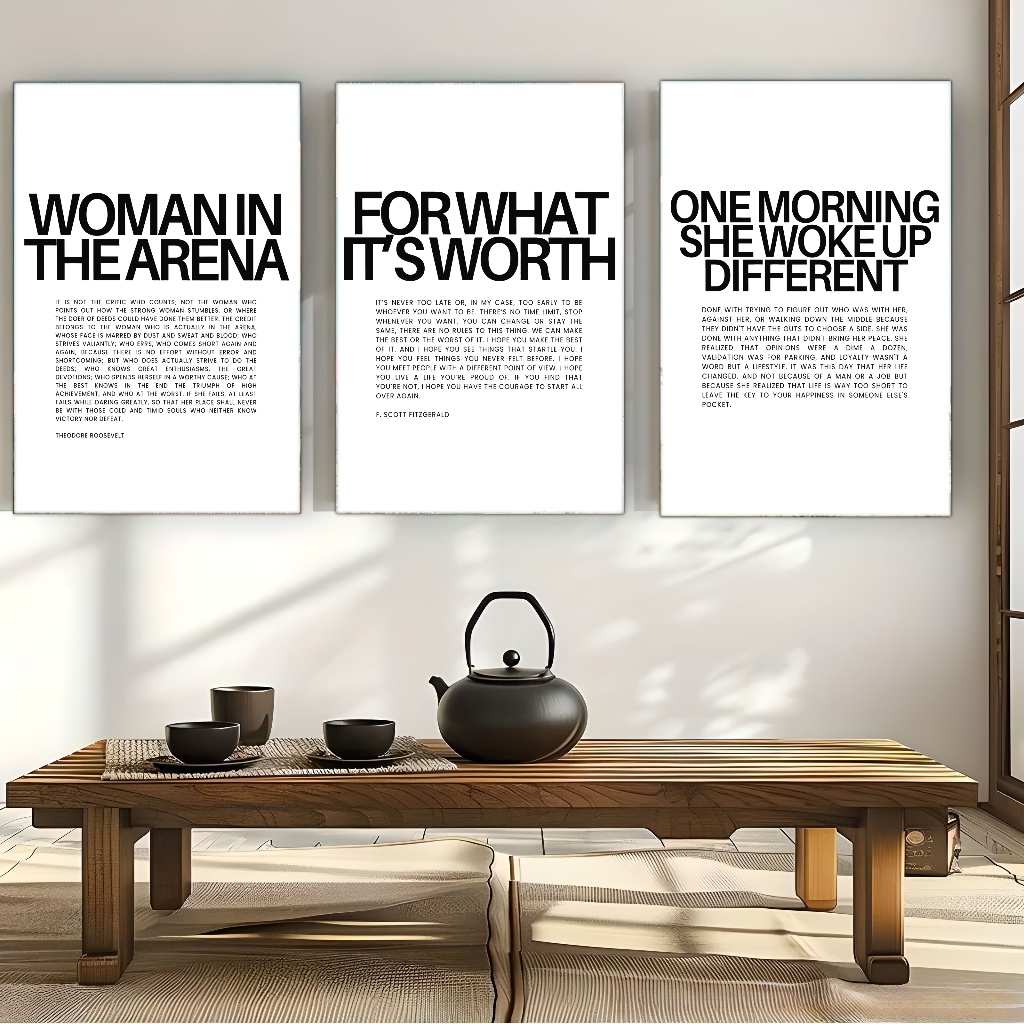 WOMAN IN
THE ARENA
IT IS NOT THE CRITIC WHO COUNTS; NOT THE WOMAN WHO
POINTS OUT HOW THE STRONG WOMAN STUMBLES, OR WHERE
THE DOER OF DEEDS COULD HAVE DONE THEM BETTER. THE CREDIT
BELONGS TO THE WOMAN WHO IS ACTUALLY IN THE ARENA,
WHOSE FACE IS MARRED BY DUST AND SWEAT AND BLOOD; WHO
STRIVES VALIANTLY; WHO ERRS, WHO COMES SHORT AGAIN AND
AGAIN, BECAUSE THERE IS NO EFFORT WITHOUT ERROR AND
SHORTCOMING; BUT WHO DOES ACTUALLY STRIVE TO DO THE
DEEDS; WHO KNOWS GREAT ENTHUSIASMS, THE GREAT
DEVOTIONS; WHO SPENDS HERSELF IN A WORTHY CAUSE; WHO AT
THE BEST KNOWS IN THE END THE TRIUMPH OF HIGH
ACHIEVEMENT, AND WHO AT THE WORST, IF SHE FAILS, AT LEAST
FAILS WHILE DARING GREATLY, SO THAT HER PLACE SHALL NEVER
BE WITH THOSE COLD AND TIMID SOULS WHO NEITHER KNOW
VICTORY NOR DEFEAT.
THEODORE ROOSEVELT
FOR WHAT
IT'S WORTH
IT'S NEVER TOO LATE OR, IN MY CASE, TOO EARLY TO BE
WHOEVER YOU WANT TO BE. THERE'S NO TIME LIMIT, STOP
WHENEVER YOU WANT. YOU CAN CHANGE OR STAY THE
SAME, THERE ARE NO RULES TO THIS THING. WE CAN MAKE
THE BEST OR THE WORST OF IT. I HOPE YOU MAKE THE BEST
OF IT. AND I HOPE YOU SEE THINGS THAT STARTLE YOU. I
HOPE YOU FEEL THINGS YOU NEVER FELT BEFORE. I HOPE
YOU MEET PEOPLE WITH A DIFFERENT POINT OF VIEW. I HOPE
YOU LIVE A LIFE YOU'RE PROUD OF. IF YOU FIND THAT
YOU'RE NOT, I HOPE YOU HAVE THE COURAGE TO START ALL
OVER AGAIN.
F. SCOTT FITZGERALD
ONE MORNING
SHE WOKE UP
DIFFERENT
DONE WITH TRYING TO FIGURE OUT WHO WAS WITH HER,
AGAINST HER, OR WALKING DOWN THE MIDDLE BECAUSE
THEY DIDN'T HAVE THE GUTS TO CHOOSE A SIDE. SHE WAS
DONE WITH ANYTHING THAT DIDN'T BRING HER PEACE. SHE
REALIZED THAT OPINIONS WERE A DIME A DOZEN,
VALIDATION WAS FOR PARKING, AND LOYALTY WASN'T A
WORD BUT A LIFESTYLE. IT WAS THIS DAY THAT HER LIFE
CHANGED. AND NOT BECAUSE OF A MAN OR A JOB BUT
BECAUSE SHE REALIZED THAT LIFE IS WAY TOO SHORT TO
LEAVE THE KEY TO YOUR HAPPINESS IN SOMEONE ELSE'S
POCKET.